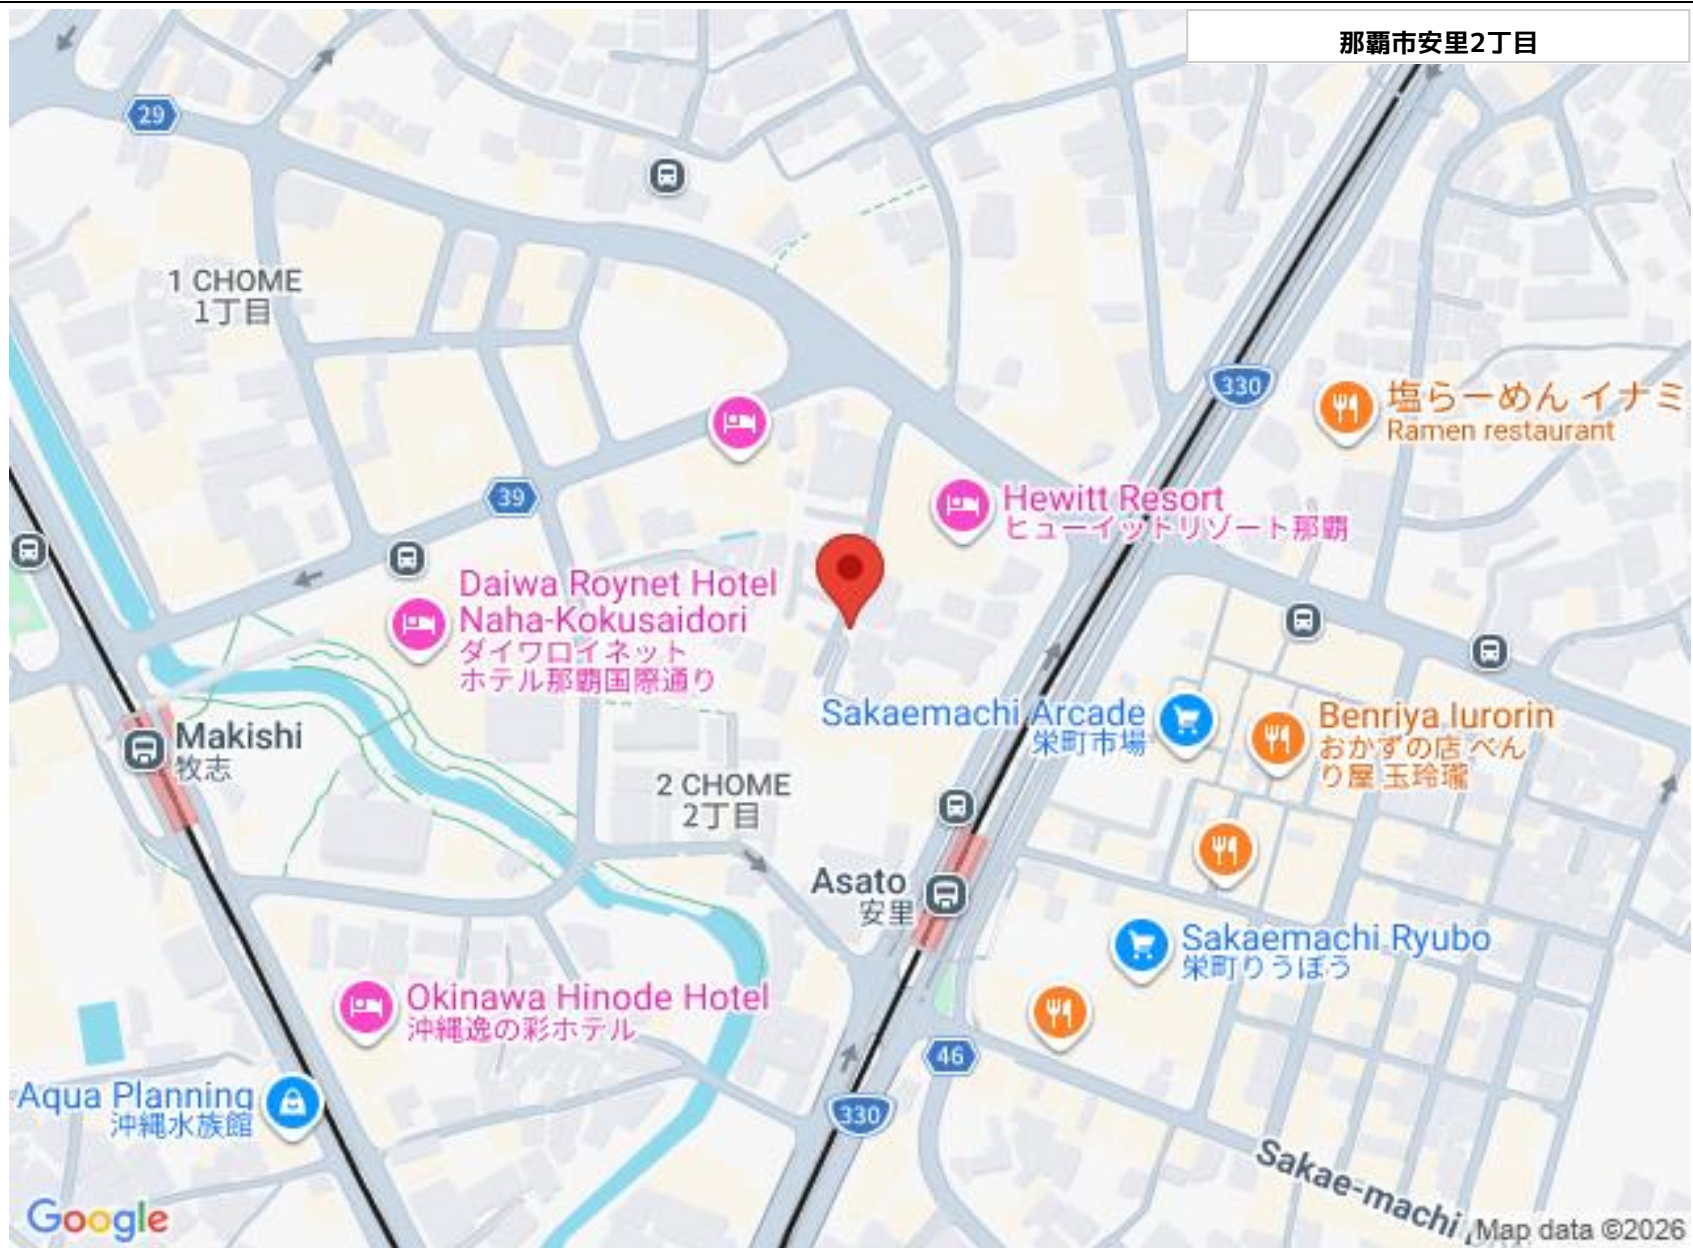 那覇市安里2丁目
29
1 CHOME
1丁目
330
塩らーめん イナミ
Ramen restaurant
39
Hewitt Resort
ヒューイットリゾート那覇
Daiwa Roynet Hotel
Naha-Kokusaidori
ダイワロイネット
ホテル那覇国際通り
Sakaemachi Arcade
栄町市場
Benriya Iurorin
おかずの店 べん
り屋 玉玲瓏
Makishi
牧志
2 CHOME
2丁目
Asato
安里
Sakaemachi Ryubo
栄町りうぼう
Okinawa Hinode Hotel
沖縄逸の彩ホテル
46
Aqua Planning
沖縄水族館
330
Sakae-machi
Google
Map data ©2026